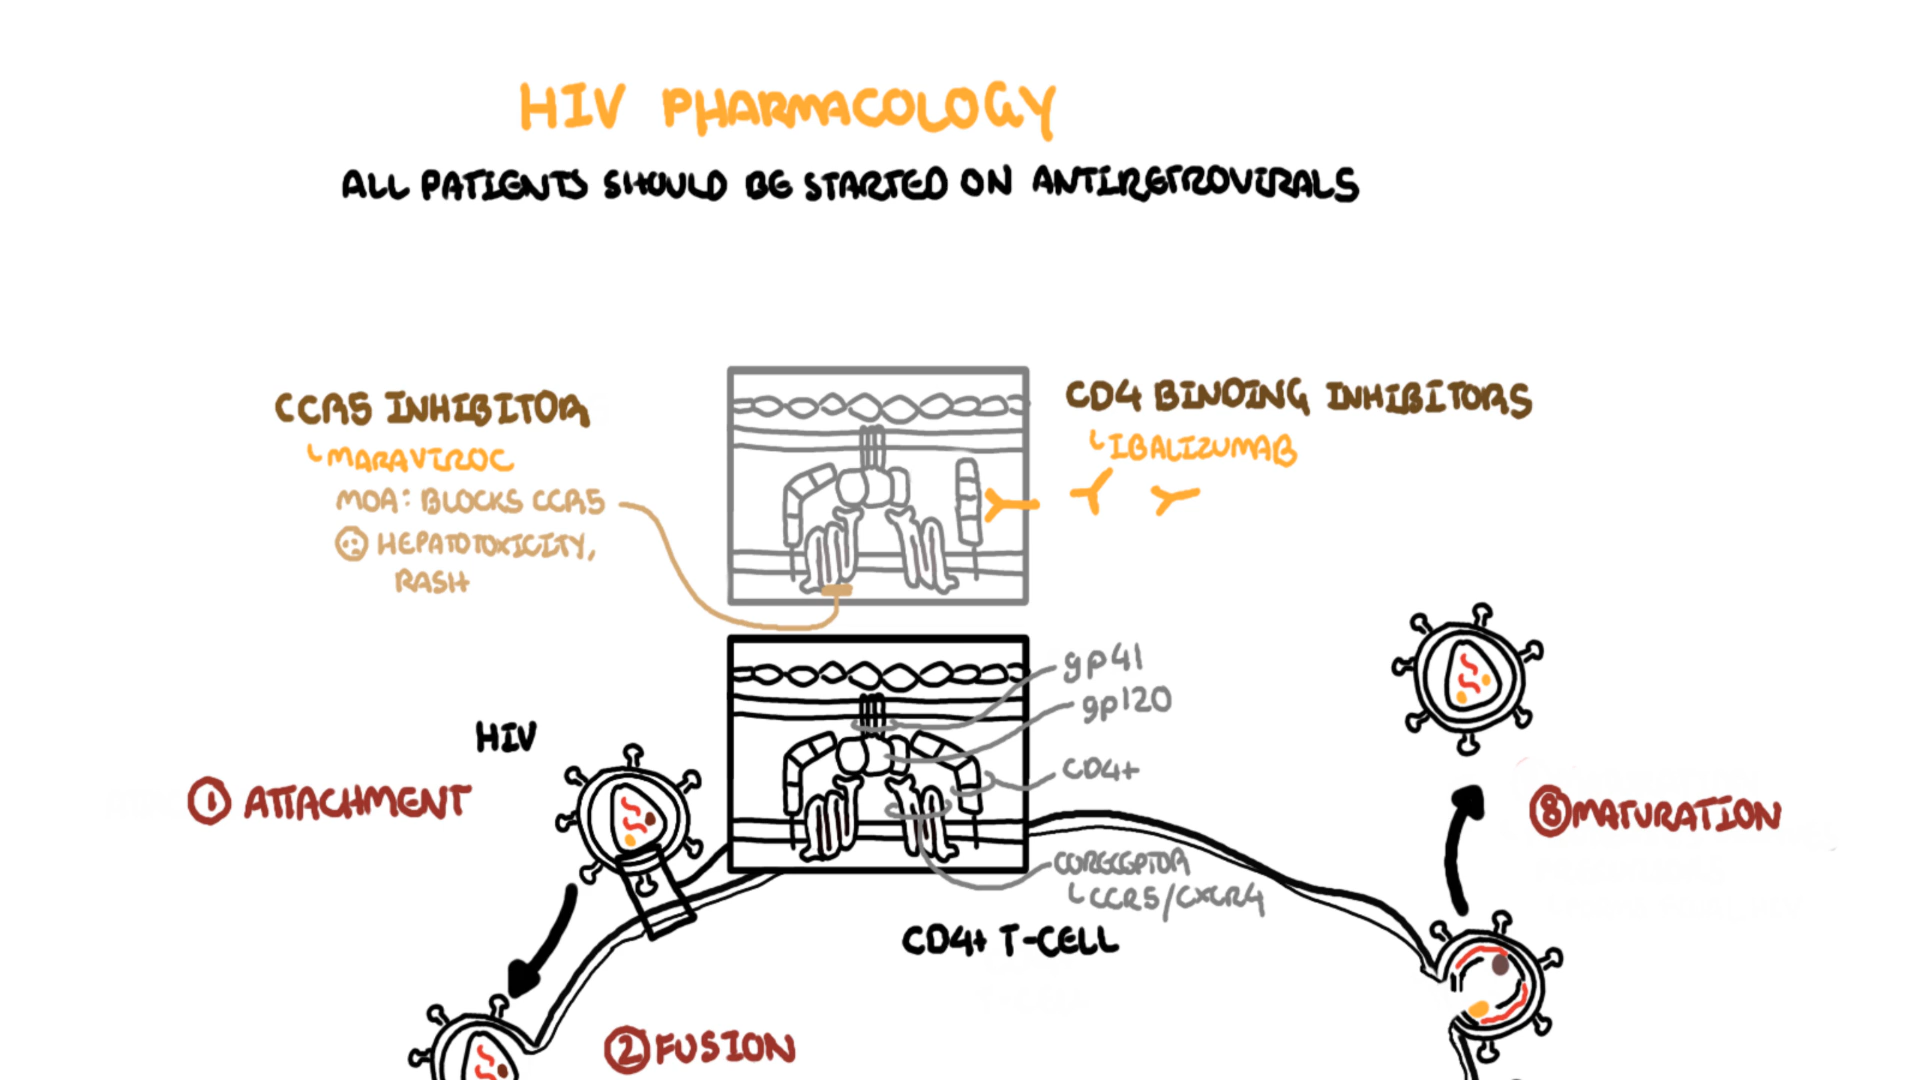 HIV PHARMACOLOGY
ALL PATIENTS SHOULD BE STARTED ON ANTIRETROVIRALS
CCR5 INHIBITOR
MARAVIROC
MOA: BLOCKS CCR5
HEPATOTOXICITY,
RASH
CD4 BINDING INHIBITORS
IBALIZUMAB
gp41
gp120
CD4+
CORECEPTOR
CCR5/CXCR4
CD4+ T-CELL
HIV
① ATTACHMENT
② FUSION
⑧ MATURATION